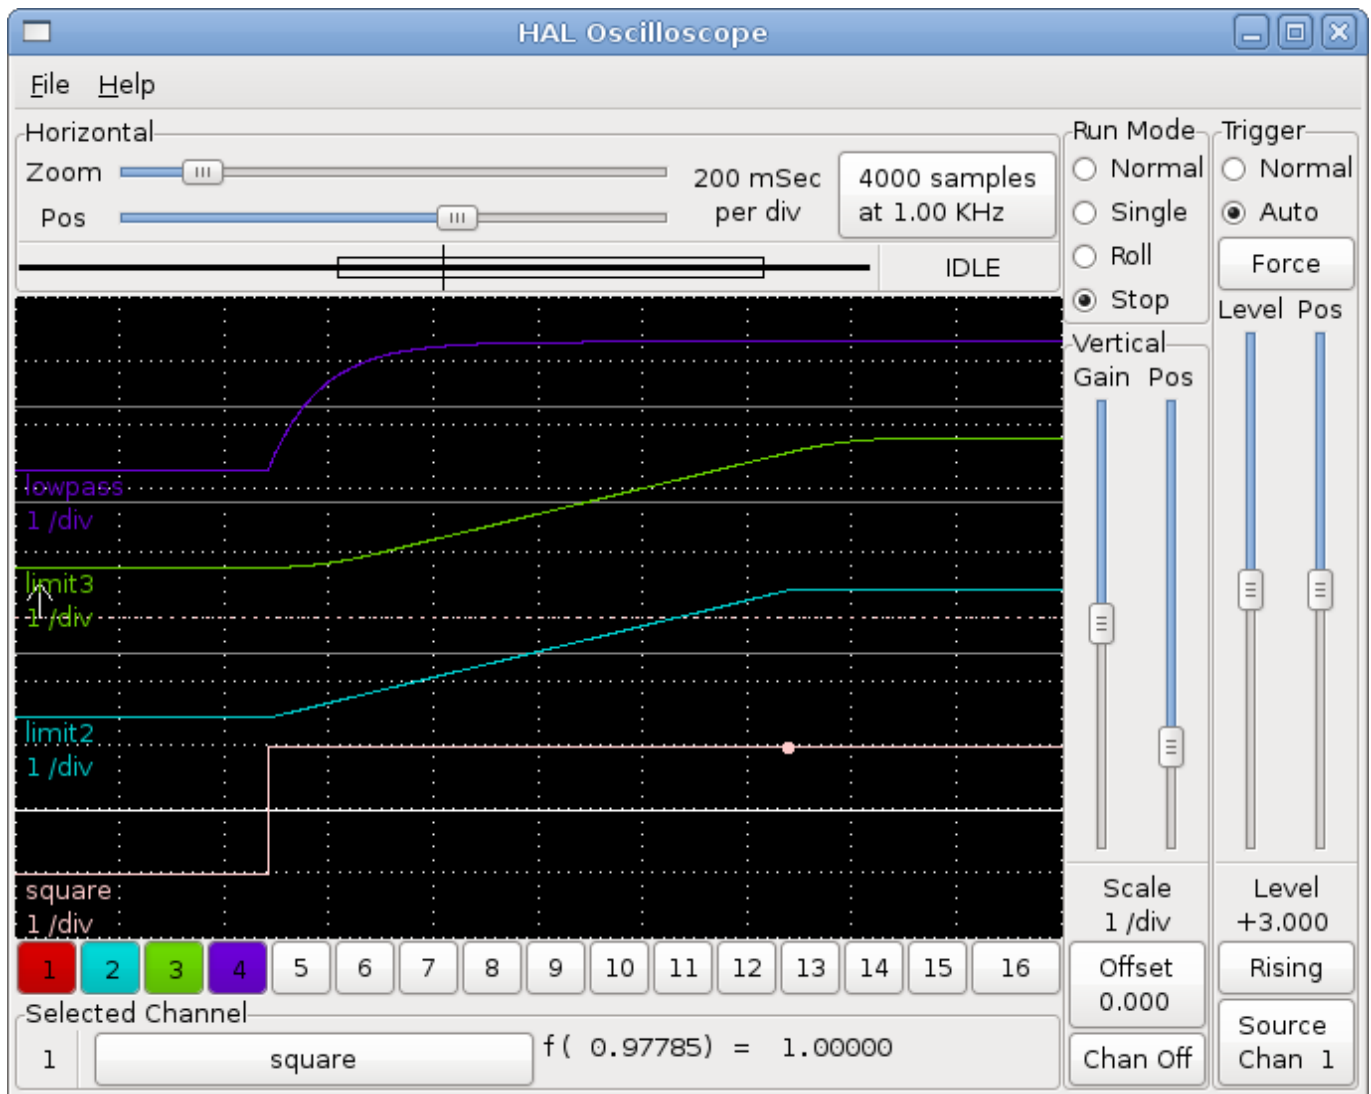 HAL Oscilloscope
File Help
Horizontal
Zoom
Pos
200 mSec
per div
4000 samples
at 1.00 KHz
IDLE
Run Mode
Normal
Single
Roll
Stop
Trigger
Normal
Auto
Force
Level Pos
Vertical
Gain Pos
lowpass
1 /div
limit3
1 /div
limit2
1 /div
square
1 /div
Scale
1 /div
Offset
0.000
Chan Off
Level
+3.000
Rising
Source
Chan 1
1 2 3 4 5 6 7 8 9 10 11 12 13 14 15 16
Selected Channel
1 square f( 0.97785) = 1.00000